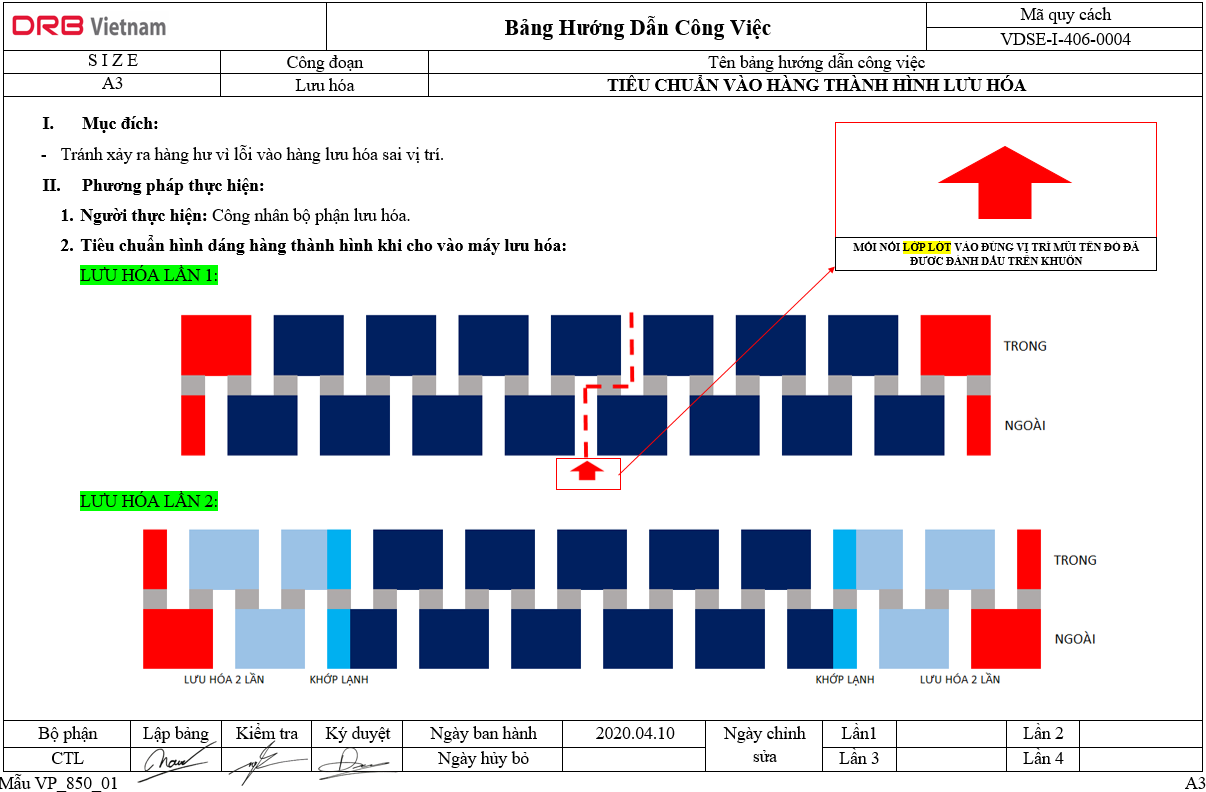 DRB Vietnam
Bảng Hướng Dẫn Công Việc
Mã quy cách
VDSE-I-406-0004
S I Z E
Công đoạn
Tên bảng hướng dẫn công việc
A3
Lưu hóa
TIÊU CHUẨN VÀO HÀNG THÀNH HÌNH LƯU HÓA
I. Mục đích:
- Tránh xảy ra hàng hư vì lỗi vào hàng lưu hóa sai vị trí.
II. Phương pháp thực hiện:
1. Người thực hiện: Công nhân bộ phận lưu hóa.
2. Tiêu chuẩn hình dáng hàng thành hình khi cho vào máy lưu hóa:
MỐI NỐI LỚP LÓT VÀO ĐÚNG VỊ TRÍ MŨI TÊN ĐỎ ĐÃ
ĐƯỢC ĐÁNH DẤU TRÊN KHUÔN
LƯU HÓA LẦN 1:
TRONG
NGOÀI
LƯU HÓA LẦN 2:
TRONG
NGOÀI
LƯU HÓA 2 LẦN
KHỚP LẠNH
KHỚP LẠNH
LƯU HÓA 2 LẦN
Bộ phận
Lập bảng
Kiểm tra
Ký duyệt
Ngày ban hành
2020.04.10
Ngày chỉnh
sửa
Lần1
Lần 2
CTL
Ngày hủy bỏ
Lần 3
Lần 4
Mẫu VP_850_01
A3